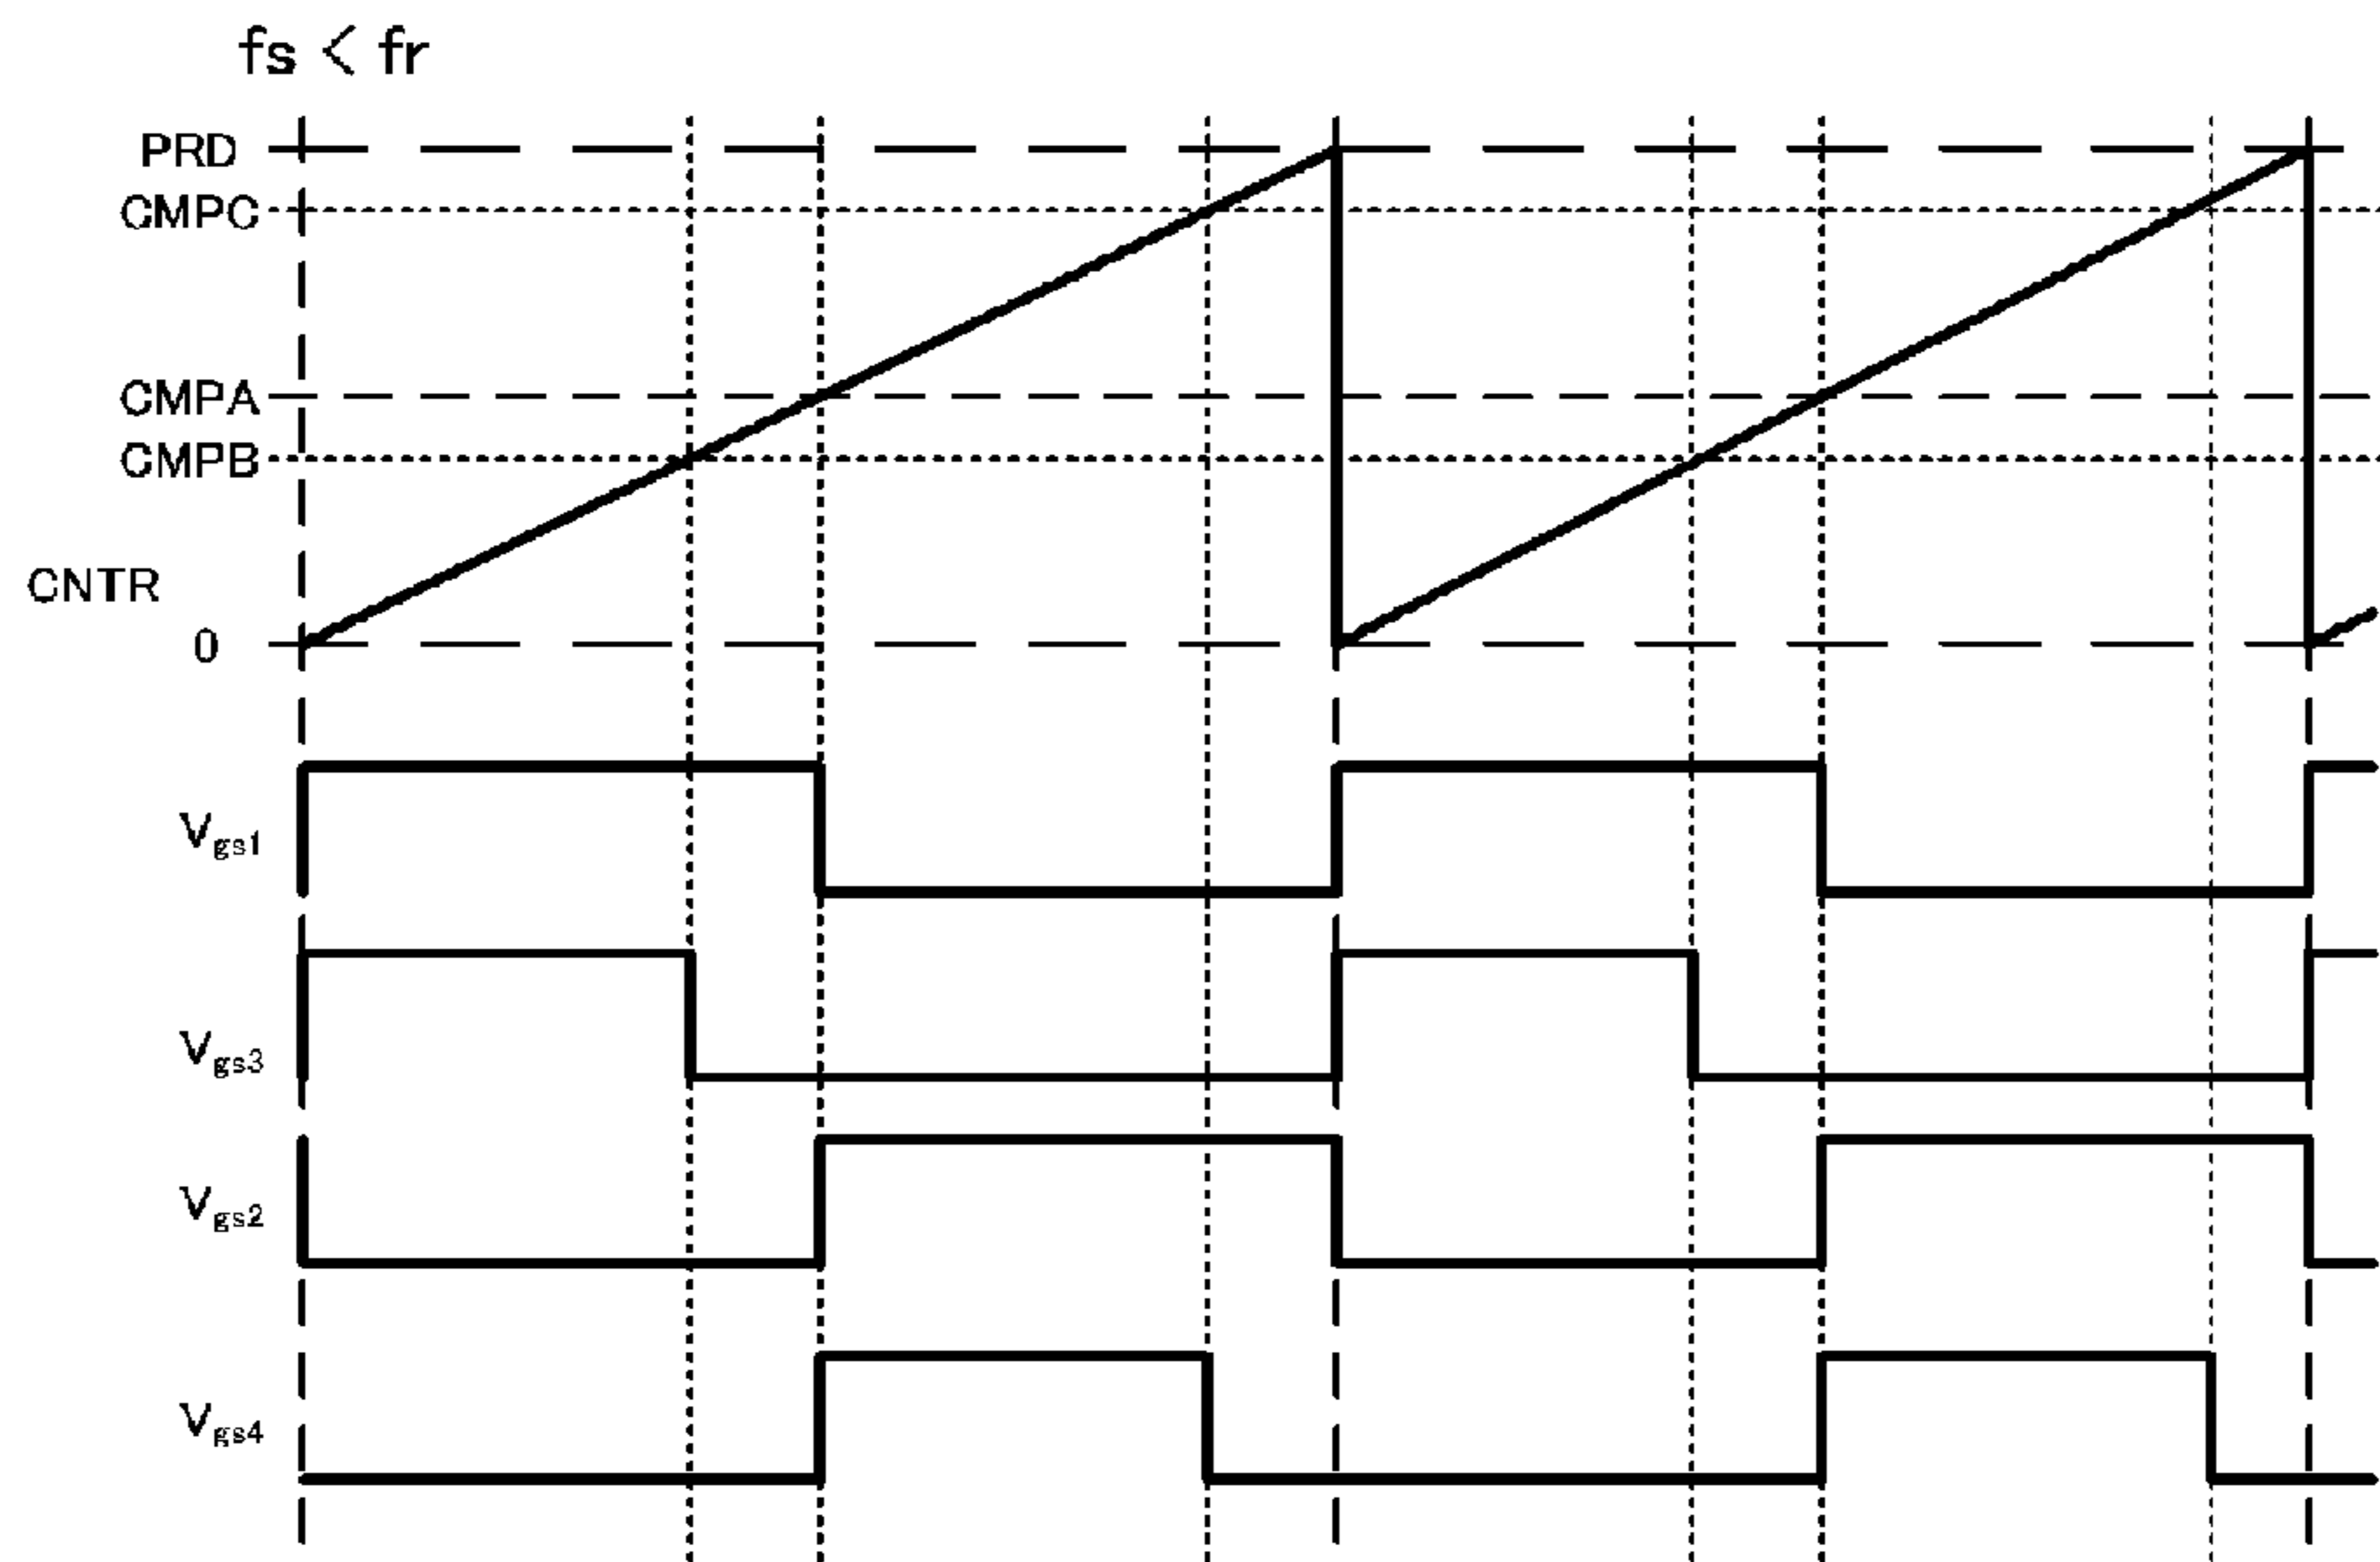 fs < fr
PRD
CMPC
CMPA
CMPB
CNTR
0
Vgs1
Vgs3
Vgs2
Vgs4